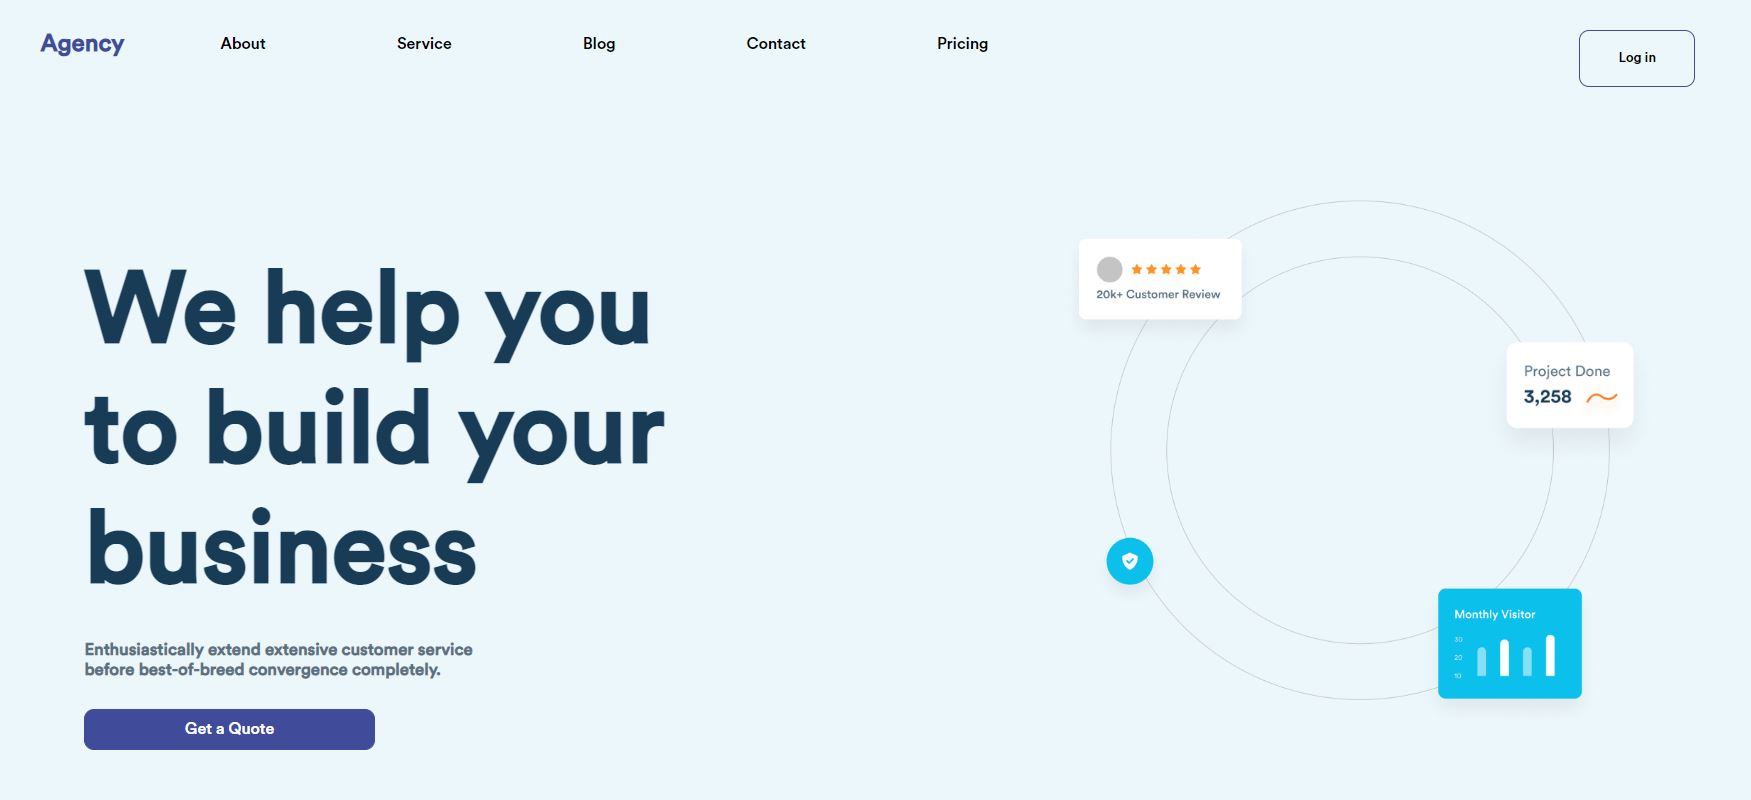 Agency
About
Service
Blog
Contact
Pricing
Log in
We help you
to build your
business
Enthusiastically extend extensive customer service
before best-of-breed convergence completely.
Get a Quote
20k+ Customer Review
Project Done
3,258
Monthly Visitor
30
20
10